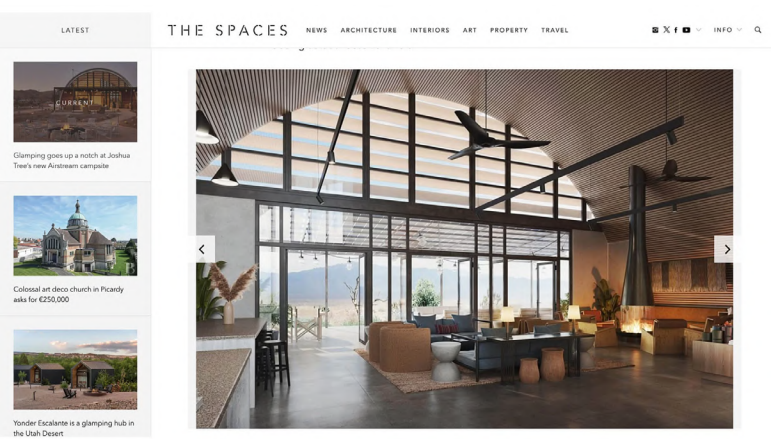 LATEST
THE SPACES
NEWS ARCHITECTURE INTERIORS ART PROPERTY TRAVEL
INFO
CURRENT
Glamping goes up a notch at Joshua
Tree's new Airstream campsite
Colossal art deco church in Picardy
asks for €250,000
Yonder Escalante is a glamping hub in
the Utah Desert